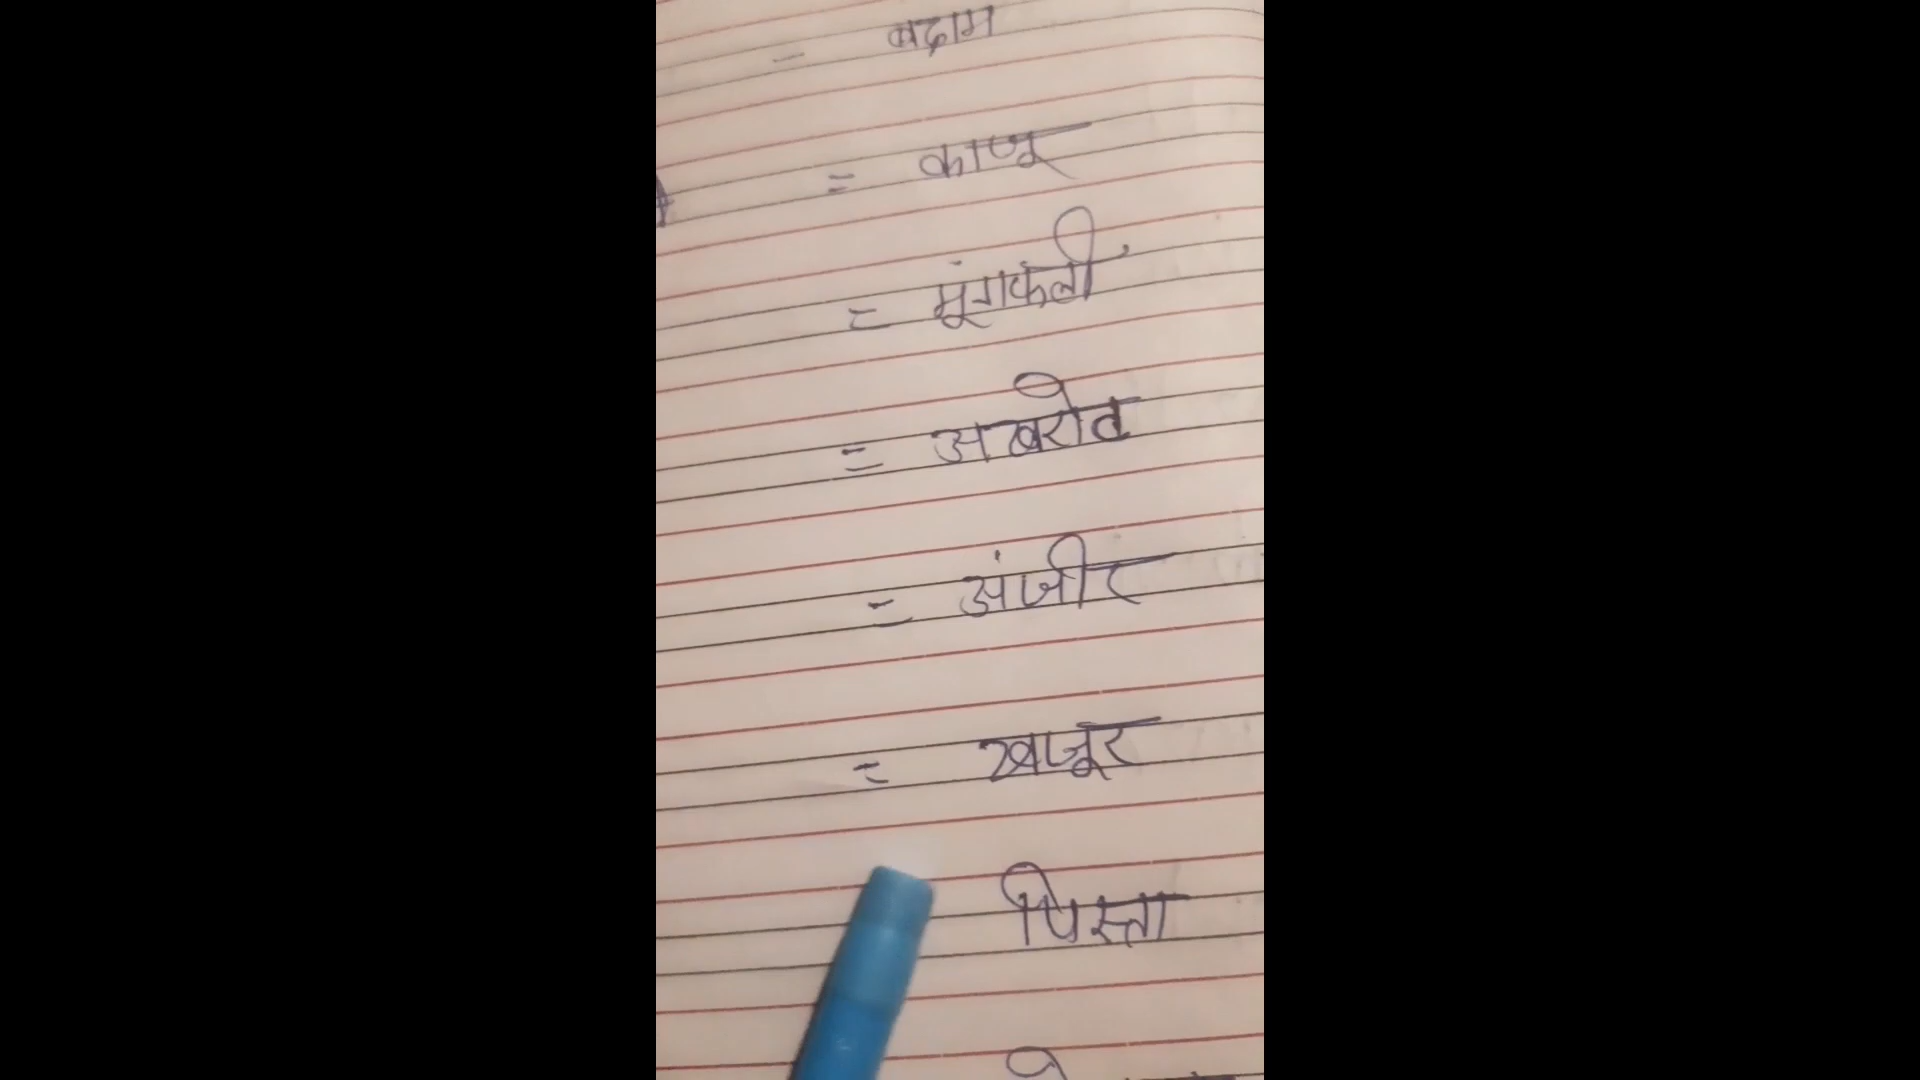 - बदाम
= काजू
= मूंगफली
= अखरोट
= अंजीर
= खजूर
पिस्ता